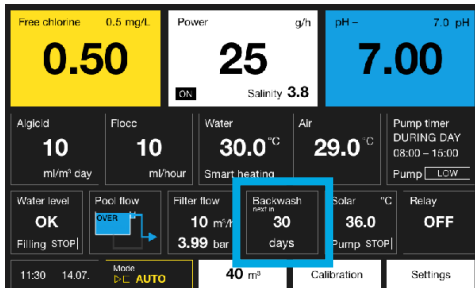 Free chlorine 0.5 mg/L Power g/h pH – 7.0 pH
0.50 25 7.00
ON Salinity 3.8
Algicid Flocc Water Air Pump timer
10 10 30.0 °C 29.0 °C DURING DAY
08:00 – 15:00
ml/m³ day ml/hour Smart heating Pump LOW
Water level Pool flow Filter flow Backwash Solar °C Relay
next in
OK OVER 10 m³/h 30 36.0 OFF
Filling STOP 3.99 bar days Pump STOP
11:30 14.07. Mode AUTO 40 m³ Calibration Settings